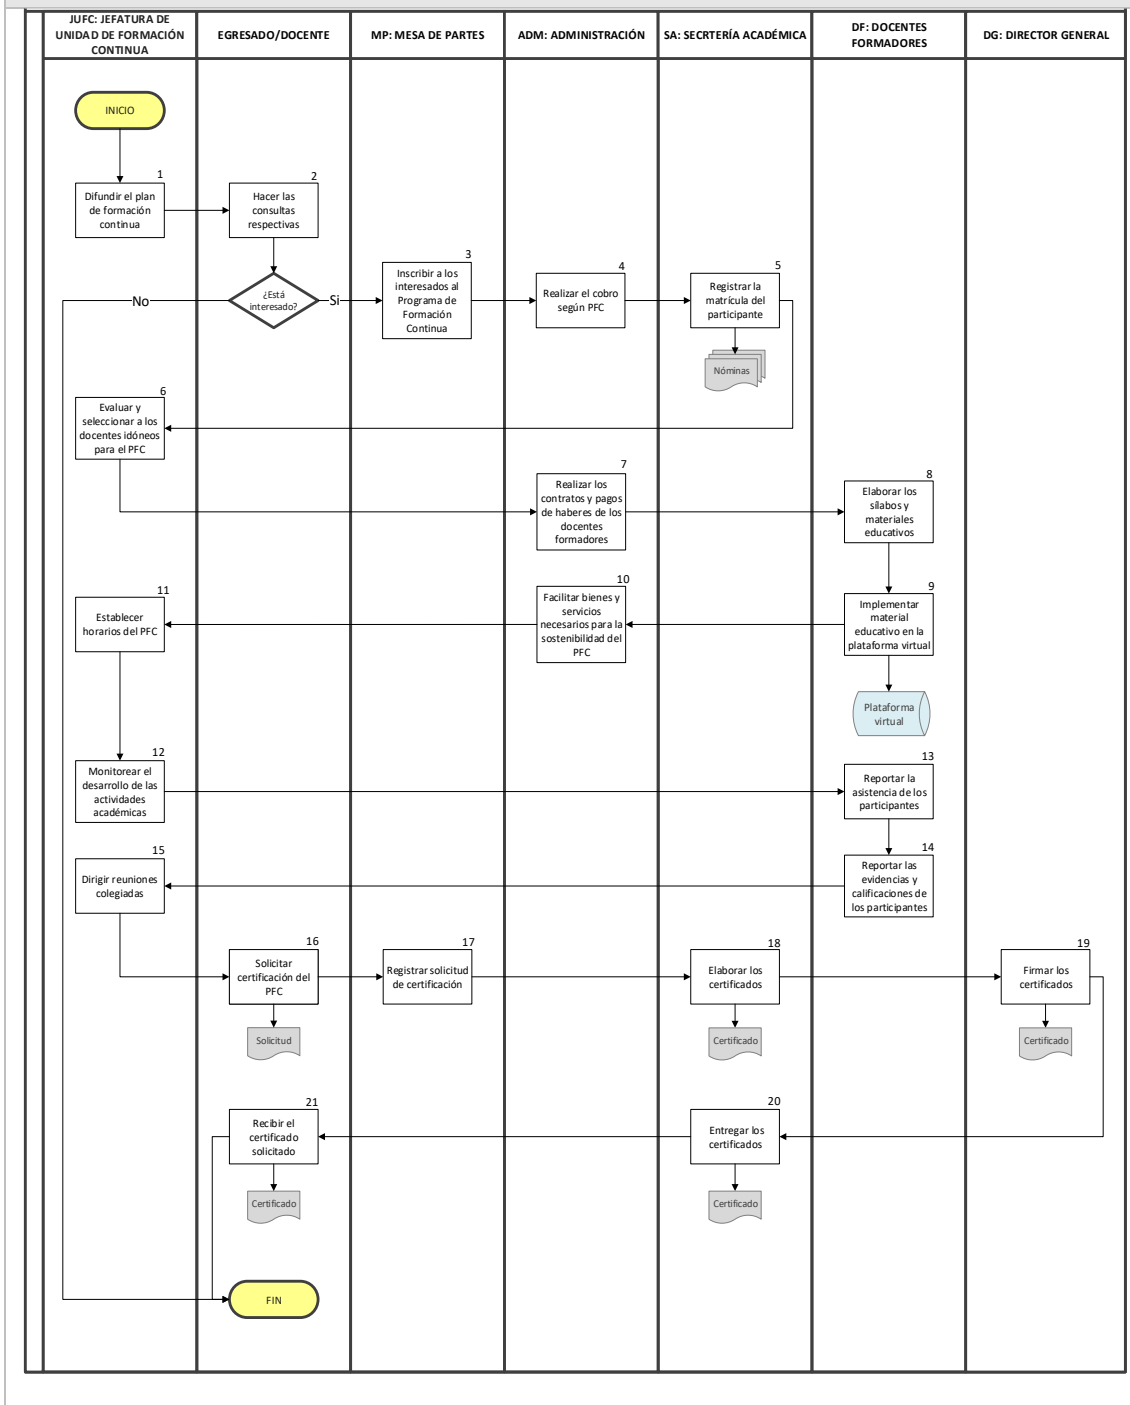 JUFC: JEFATURA DE
UNIDAD DE FORMACIÓN
CONTINUA
EGRESADO/DOCENTE
MP: MESA DE PARTES
ADM: ADMINISTRACIÓN
SA: SECRTERÍA ACADÉMICA
DF: DOCENTES
FORMADORES
DG: DIRECTOR GENERAL
INICIO
1
Difundir el plan
de formación
continua
2
Hacer las
consultas
respectivas
¿Está
interesado?
No
Si
3
Inscribir a los
interesados al
Programa de
Formación
Continua
4
Realizar el cobro
según PFC
5
Registrar la
matrícula del
participante
Nóminas
6
Evaluar y
seleccionar a los
docentes idóneos
para el PFC
7
Realizar los
contratos y pagos
de haberes de los
docentes
formadores
8
Elaborar los
sílabos y
materiales
educativos
9
Implementar
material
educativo en la
plataforma virtual
Plataforma
virtual
10
Facilitar bienes y
servicios
necesarios para la
sostenibilidad del
PFC
11
Establecer
horarios del PFC
12
Monitorear el
desarrollo de las
actividades
académicas
13
Reportar la
asistencia de los
participantes
14
Reportar las
evidencias y
calificaciones de
los participantes
15
Dirigir reuniones
colegiadas
16
Solicitar
certificación del
PFC
Solicitud
17
Registrar solicitud
de certificación
18
Elaborar los
certificados
Certificado
19
Firmar los
certificados
Certificado
20
Entregar los
certificados
Certificado
21
Recibir el
certificado
solicitado
Certificado
FIN